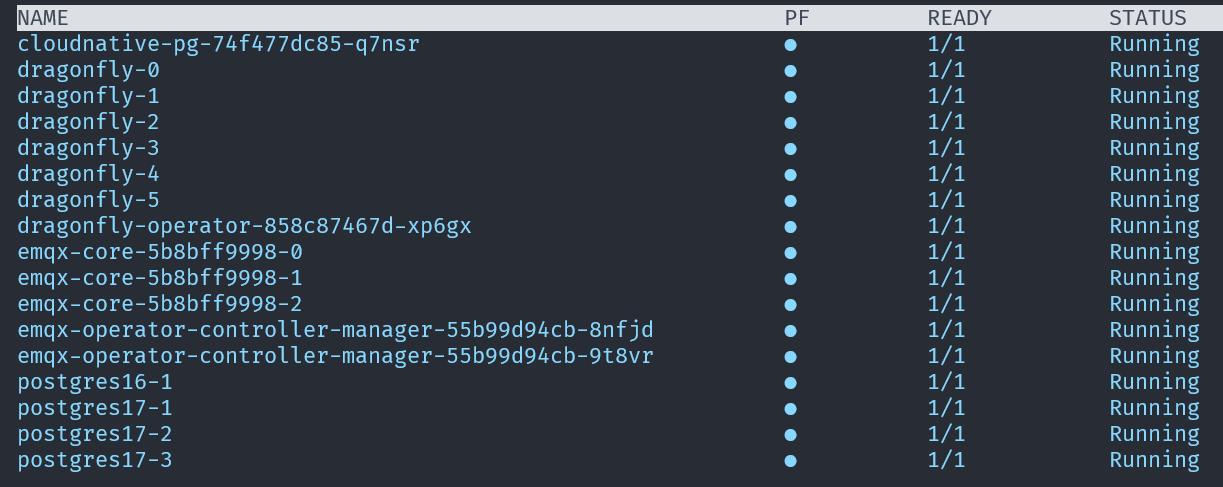 NAME PF READY STATUS
cloudnative-pg-74f477dc85-q7nsr ● 1/1 Running
dragonfly-0 ● 1/1 Running
dragonfly-1 ● 1/1 Running
dragonfly-2 ● 1/1 Running
dragonfly-3 ● 1/1 Running
dragonfly-4 ● 1/1 Running
dragonfly-5 ● 1/1 Running
dragonfly-operator-858c87467d-xp6gx ● 1/1 Running
emqx-core-5b8bff9998-0 ● 1/1 Running
emqx-core-5b8bff9998-1 ● 1/1 Running
emqx-core-5b8bff9998-2 ● 1/1 Running
emqx-operator-controller-manager-55b99d94cb-8nfjd ● 1/1 Running
emqx-operator-controller-manager-55b99d94cb-9t8vr ● 1/1 Running
postgres16-1 ● 1/1 Running
postgres17-1 ● 1/1 Running
postgres17-2 ● 1/1 Running
postgres17-3 ● 1/1 Running